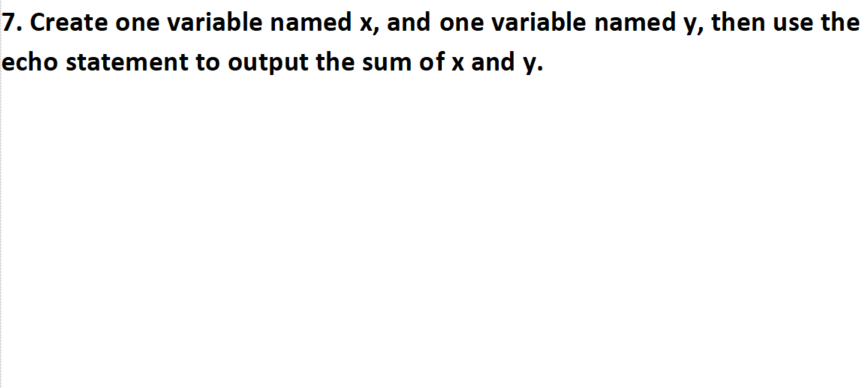 7. Create one variable named x, and one variable named y, then use the
echo statement to output the sum of x and y.